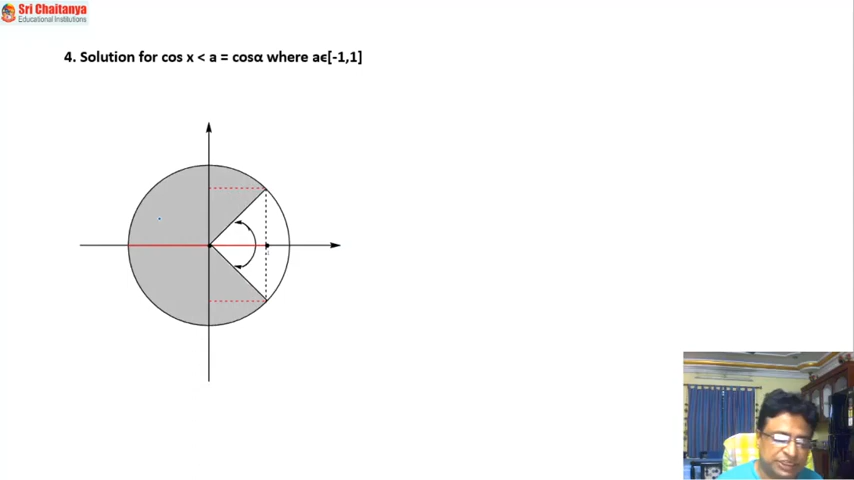 Sri Chaitanya
Educational Institutions
4. Solution for cos x < a = cosα where aϵ[-1,1]